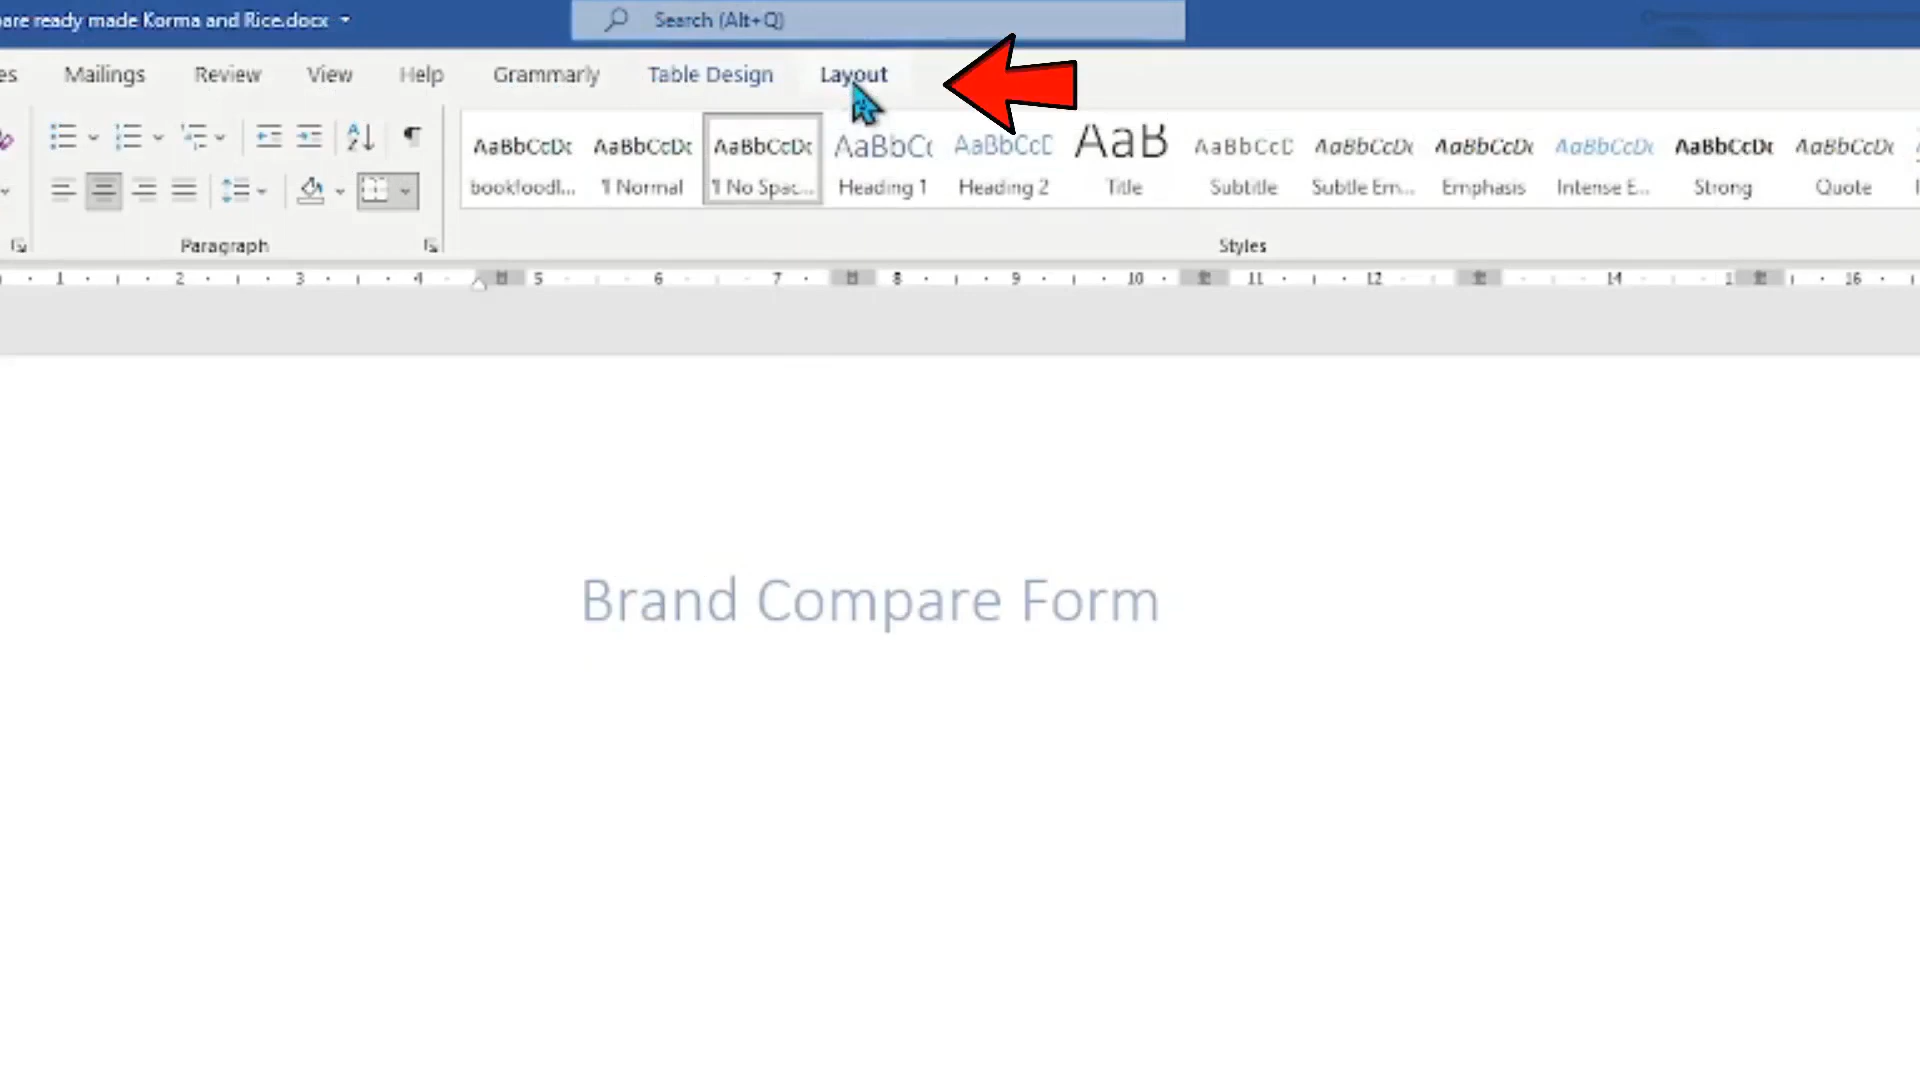 are ready made Korma and Rice.docx
Search (Alt+Q)
es Mailings Review View Help Grammarly Table Design Layout
AaBbCcDc AaBbCcDc AaBbCcDc AaBbCc AaBbCcD AaB AaBbCcD AaBbCcDc AaBbCcDc AaBbCcDc AaBbCcDc AaBbCcDc
bookfoodl... ¶ Normal ¶ No Spac... Heading 1 Heading 2 Title Subtitle Subtle Em... Emphasis Intense E... Strong Quote
Paragraph Styles
1 2 3 4 5 6 7 8 9 10 11 12 14 1 16
Brand Compare Form